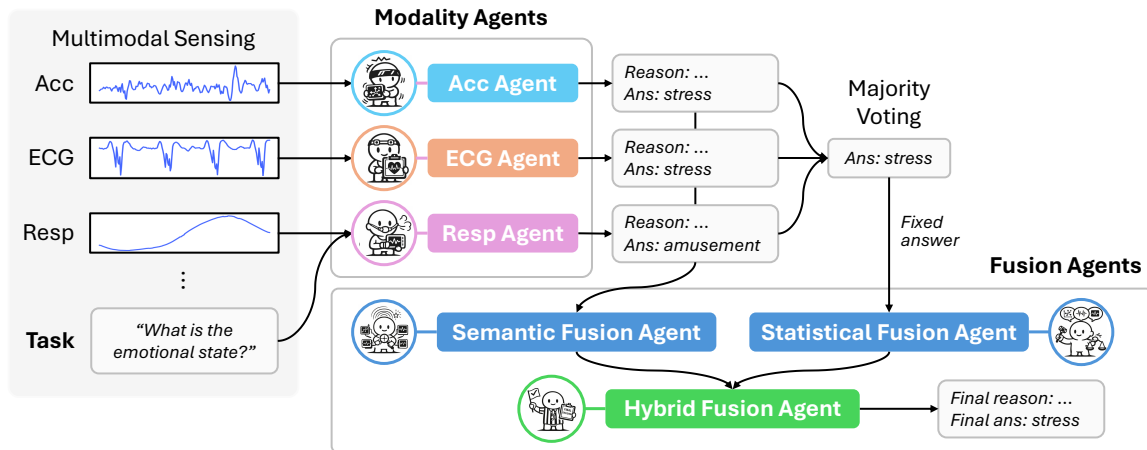 Multimodal Sensing
Acc
ECG
Resp
⋮
Task
“What is the
emotional state?”
Modality Agents
Acc Agent
ECG Agent
Resp Agent
Reason: ...
Ans: stress
Reason: ...
Ans: stress
Reason: ...
Ans: amusement
Majority
Voting
Ans: stress
Fixed
answer
Fusion Agents
Semantic Fusion Agent
Statistical Fusion Agent
Hybrid Fusion Agent
Final reason: ...
Final ans: stress